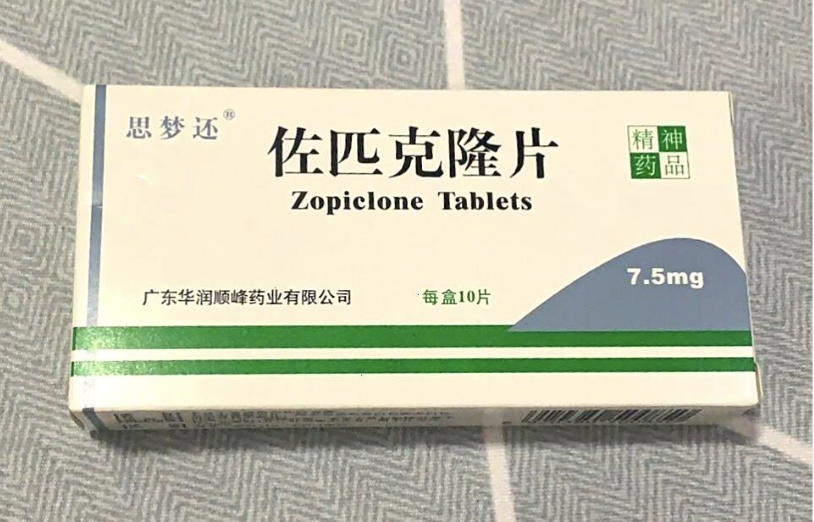 思梦还®
佐匹克隆片
Zopiclone Tablets
精神
药品
7.5mg
广东华润顺峰药业有限公司
每盒10片